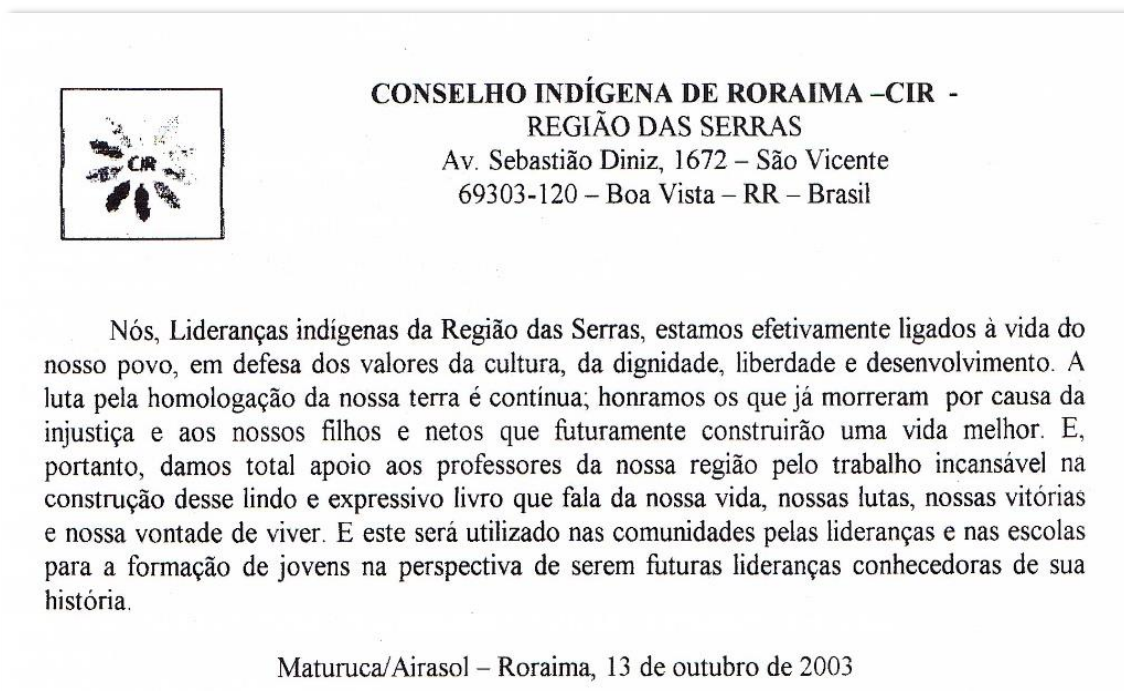 CONSELHO INDÍGENA DE RORAIMA –CIR -
REGIÃO DAS SERRAS
Av. Sebastião Diniz, 1672 – São Vicente
69303-120 – Boa Vista – RR – Brasil
CIR
Nós, Lideranças indígenas da Região das Serras, estamos efetivamente ligados à vida do
nosso povo, em defesa dos valores da cultura, da dignidade, liberdade e desenvolvimento. A
luta pela homologação da nossa terra é contínua; honramos os que já morreram por causa da
injustiça e aos nossos filhos e netos que futuramente construirão uma vida melhor. E,
portanto, damos total apoio aos professores da nossa região pelo trabalho incansável na
construção desse lindo e expressivo livro que fala da nossa vida, nossas lutas, nossas vitórias
e nossa vontade de viver. E este será utilizado nas comunidades pelas lideranças e nas escolas
para a formação de jovens na perspectiva de serem futuras lideranças conhecedoras de sua
história.
Maturuca/Airasol – Roraima, 13 de outubro de 2003